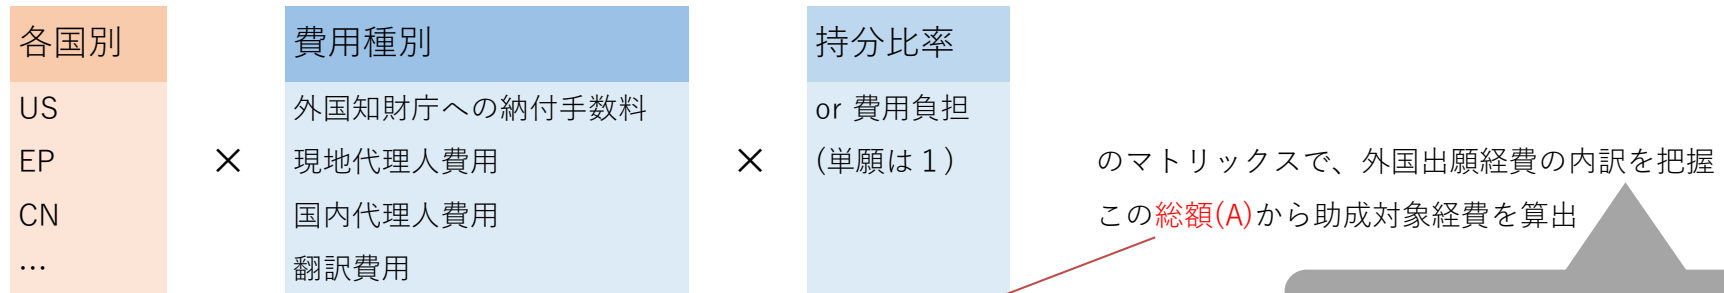 各国別
US
EP
CN
…
×
費用種別
外国知財庁への納付手数料
現地代理人費用
国内代理人費用
翻訳費用
×
持分比率
or 費用負担
(単願は１)
のマトリックスで、外国出願経費の内訳を把握
この総額(A)から助成対象経費を算出